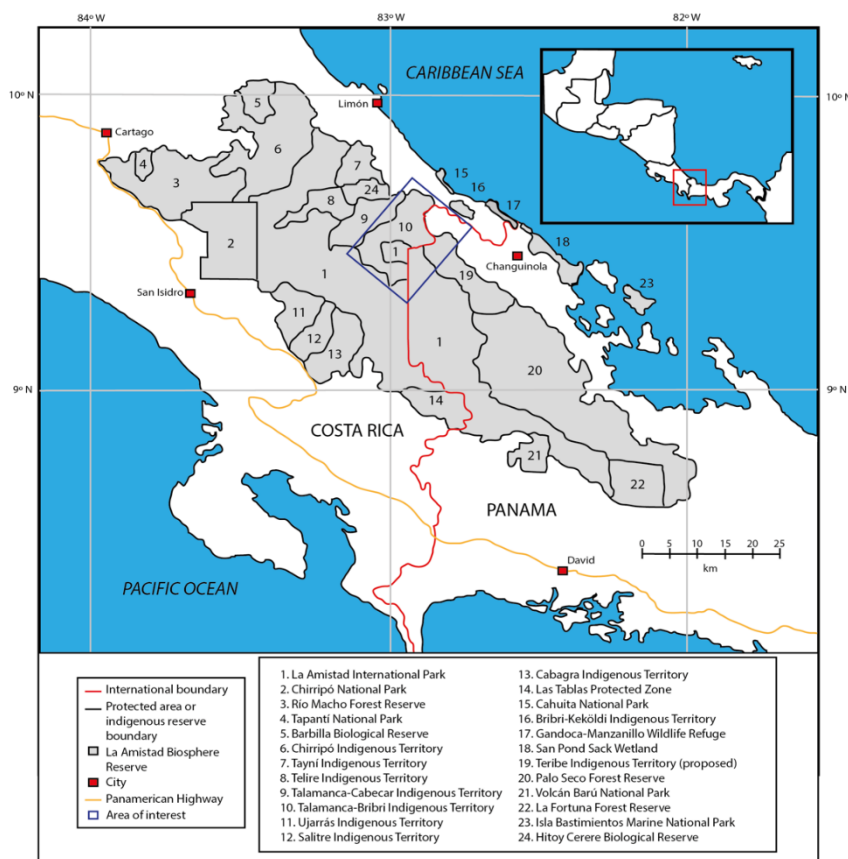 84°W
83°W
82°W
CARIBBEAN SEA
10°N
10°N
5
Limón
Cartago
6
4
3
7
15
24
16
8
17
9
10
2
1
18
Changuinola
19
23
1
San Isidro
11
12
13
1
20
9°N
9°N
14
COSTA RICA
21
22
PANAMA
0 5 10 15 20 25
km
David
PACIFIC OCEAN
International boundary
Protected area or
indigenous reserve
boundary
La Amistad Biosphere
Reserve
City
Panamerican Highway
Area of interest
1. La Amistad International Park
2. Chirripó National Park
3. Río Macho Forest Reserve
4. Tapantí National Park
5. Barbilla Biological Reserve
6. Chirripó Indigenous Territory
7. Tayní Indigenous Territory
8. Telire Indigenous Territory
9. Talamanca-Cabecar Indigenous Territory
10. Talamanca-Bribri Indigenous Territory
11. Ujarrás Indigenous Territory
12. Salitre Indigenous Territory
13. Cabagra Indigenous Territory
14. Las Tablas Protected Zone
15. Cahuita National Park
16. Bribri-Keköldi Indigenous Territory
17. Gandoca-Manzanillo Wildlife Refuge
18. San Pond Sack Wetland
19. Teribe Indigenous Territory (proposed)
20. Palo Seco Forest Reserve
21. Volcán Barú National Park
22. La Fortuna Forest Reserve
23. Isla Bastimientos Marine National Park
24. Hitoy Cerere Biological Reserve